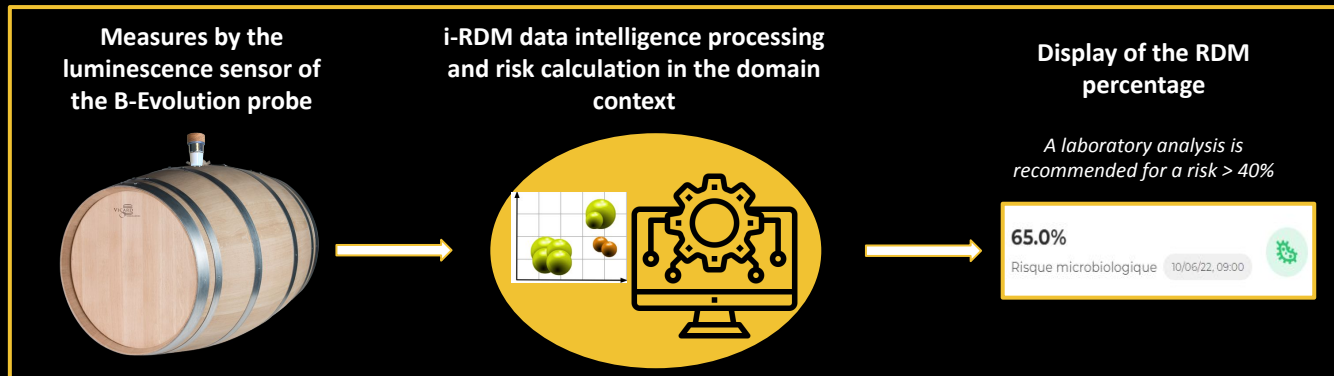 Measures by the
luminescence sensor of
the B-Evolution probe
i-RDM data intelligence processing
and risk calculation in the domain
context
Display of the RDM
percentage
A laboratory analysis is
recommended for a risk > 40%
65.0%
Risque microbiologique 10/06/22, 09:00